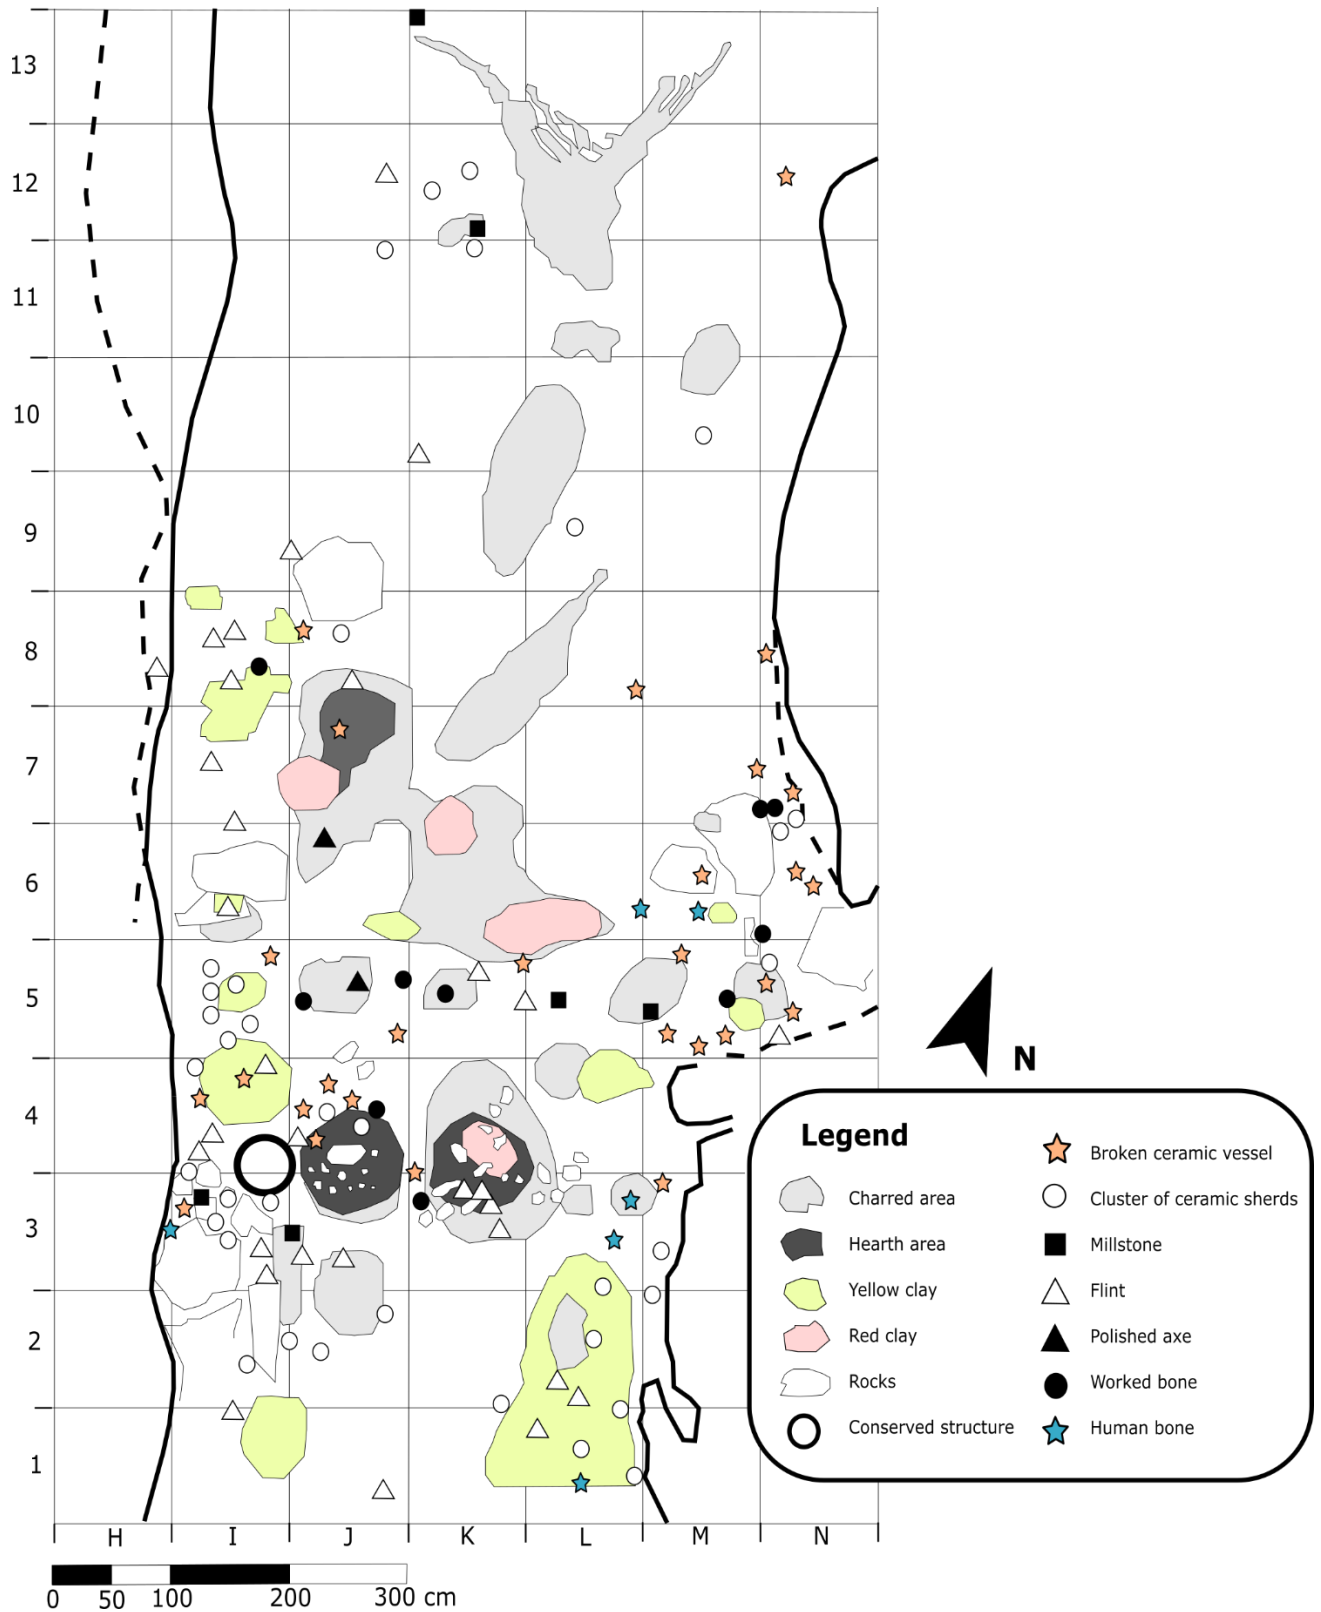 13
12
11
10
9
8
7
6
5
4
3
2
1
H I J K L M N
0 50 100 200 300 cm
N
Legend
Charred area
Hearth area
Yellow clay
Red clay
Rocks
Conserved structure
Broken ceramic vessel
Cluster of ceramic sherds
Millstone
Flint
Polished axe
Worked bone
Human bone